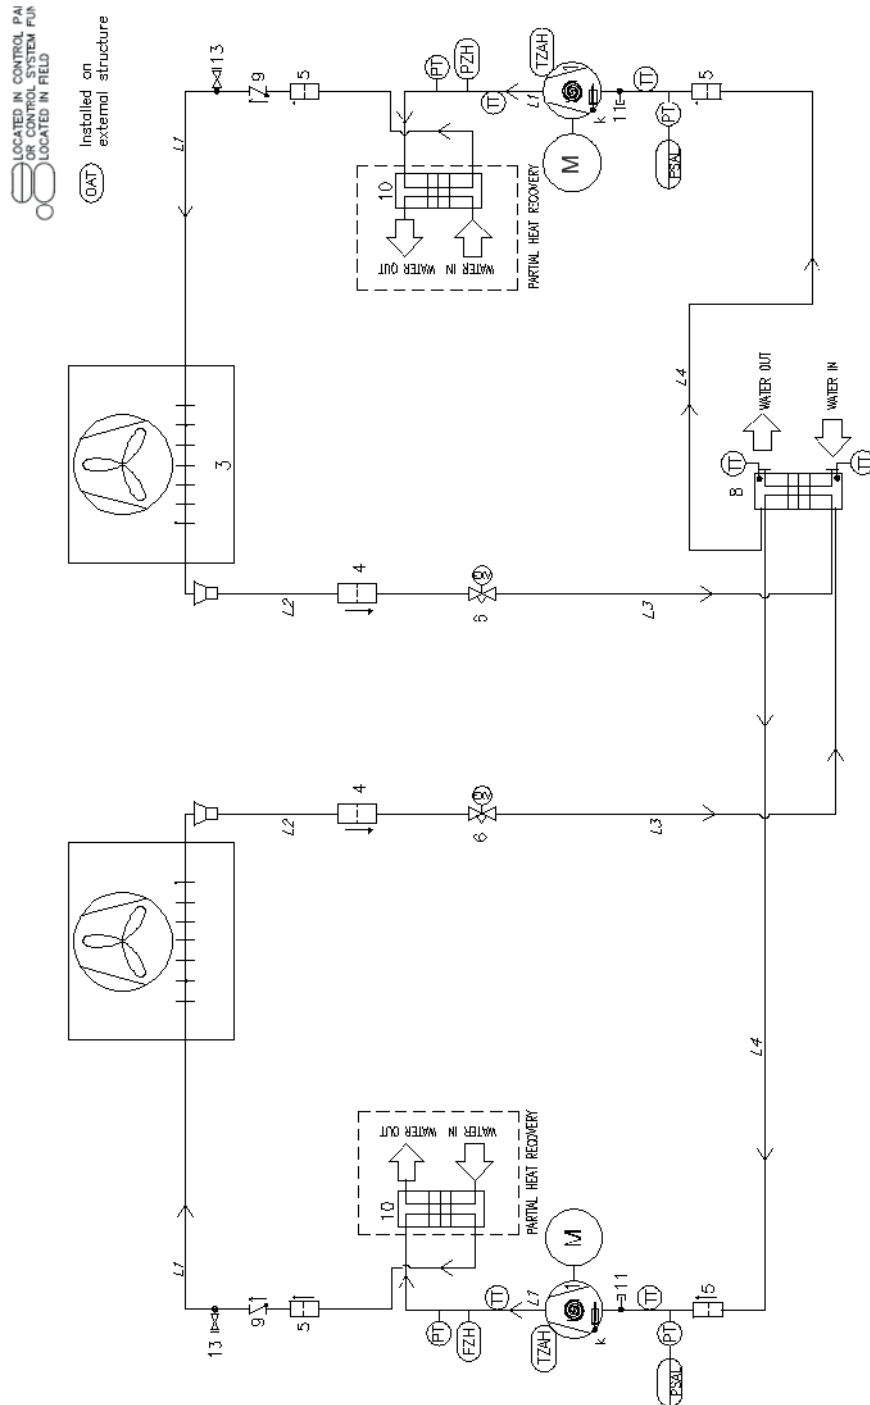 LOCATED IN CONTROL PA
OR CONTROL SYSTEM FUN
LOCATED IN FIELD
OAT
Installed on
external structure
13
9
5
L1
PT
PZH
TT
L1
TZAH
1
k
11
TT
PT
PSAL
5
M
10
WATER OUT
WATER IN
PARTIAL HEAT RECOVERY
3
L4
WATER OUT
WATER IN
TT
TT
8
L2
4
6
L3
L2
4
6
L3
L4
PARTIAL HEAT RECOVERY
WATER OUT
WATER IN
10
M
L1
13
9
5
PT
FZH
TT
L1
TZAH
1
k
11
TT
PT
PSAL
5